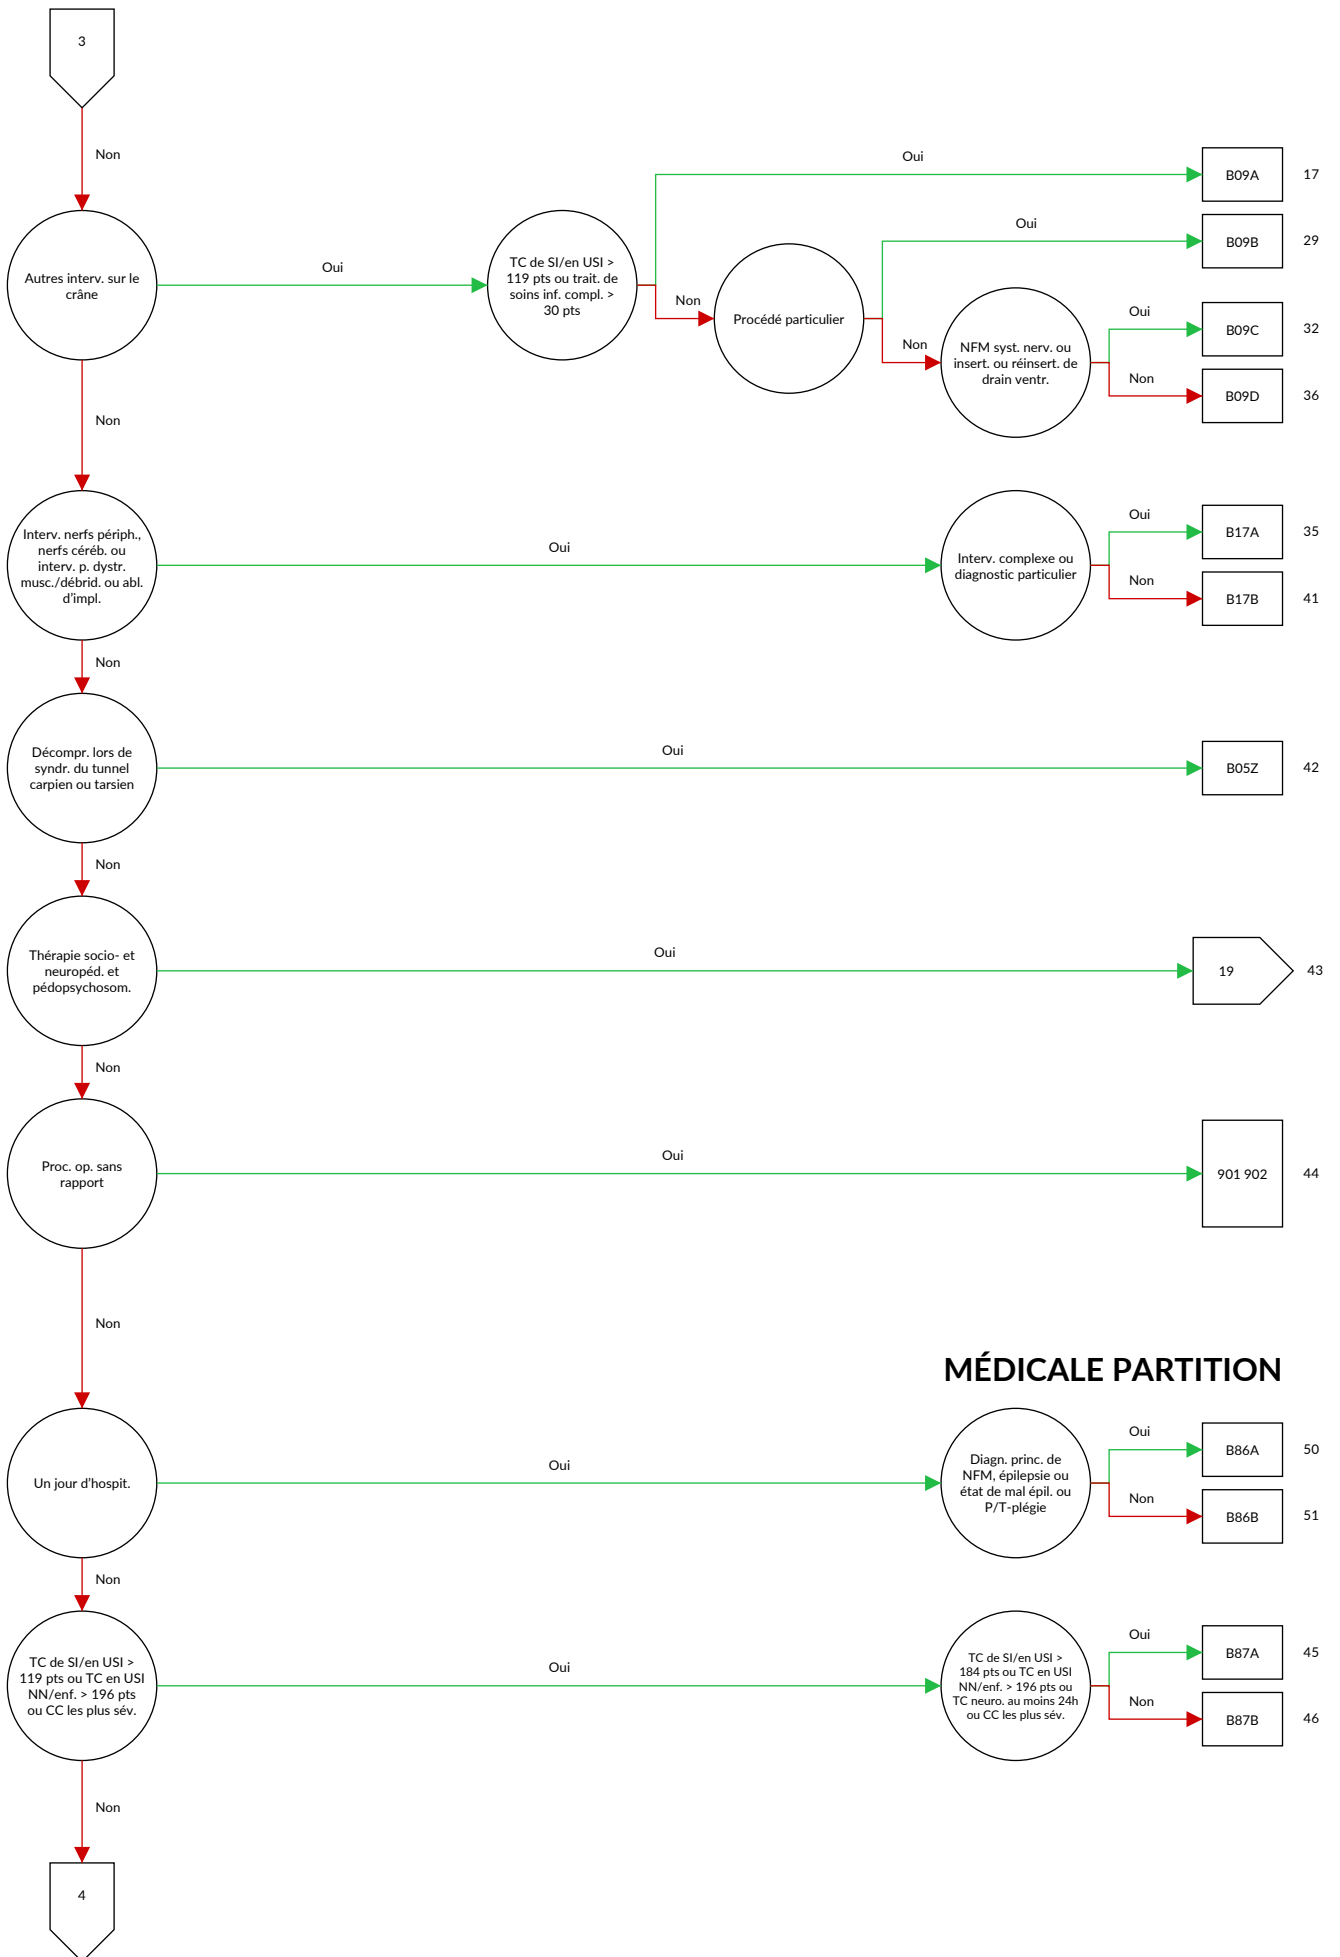 3
Non
Autres interv. sur le
crâne
Oui
TC de SI/en USI >
119 pts ou trait. de
soins inf. compl. >
30 pts
Oui
B09A
17
Non
Procédé particulier
Oui
B09B
29
Non
NFM syst. nerv. ou
insert. ou réinsert. de
drain ventr.
Oui
B09C
32
Non
B09D
36
Non
Interv. nerfs périph.,
nerfs céréb. ou
interv. p. dystr.
musc./débrid. ou abl.
d'impl.
Oui
Interv. complexe ou
diagnostic particulier
Oui
B17A
35
Non
B17B
41
Non
Décompr. lors de
syndr. du tunnel
carpien ou tarsien
Oui
B05Z
42
Non
Thérapie socio- et
neuropéd. et
pédopsychosom.
Oui
19
43
Non
Proc. op. sans
rapport
Oui
901 902
44
Non
MÉDICALE PARTITION
Un jour d'hospit.
Oui
Diagn. princ. de
NFM, épilepsie ou
état de mal épil. ou
P/T-plégie
Oui
B86A
50
Non
B86B
51
Non
TC de SI/en USI >
119 pts ou TC en USI
NN/enf. > 196 pts
ou CC les plus sév.
Oui
TC de SI/en USI >
184 pts ou TC en USI
NN/enf. > 196 pts ou
TC neuro. au moins 24h
ou CC les plus sév.
Oui
B87A
45
Non
B87B
46
Non
4